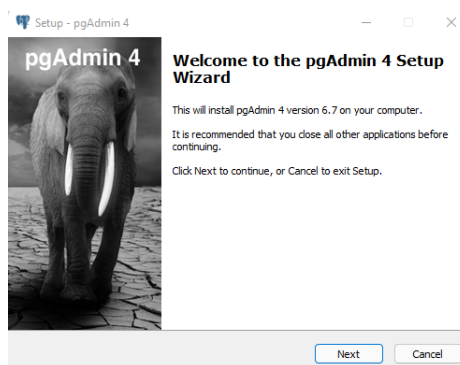 Setup - pgAdmin 4
pgAdmin 4
Welcome to the pgAdmin 4 Setup
Wizard
This will install pgAdmin 4 version 6.7 on your computer.
It is recommended that you close all other applications before
continuing.
Click Next to continue, or Cancel to exit Setup.
Next
Cancel